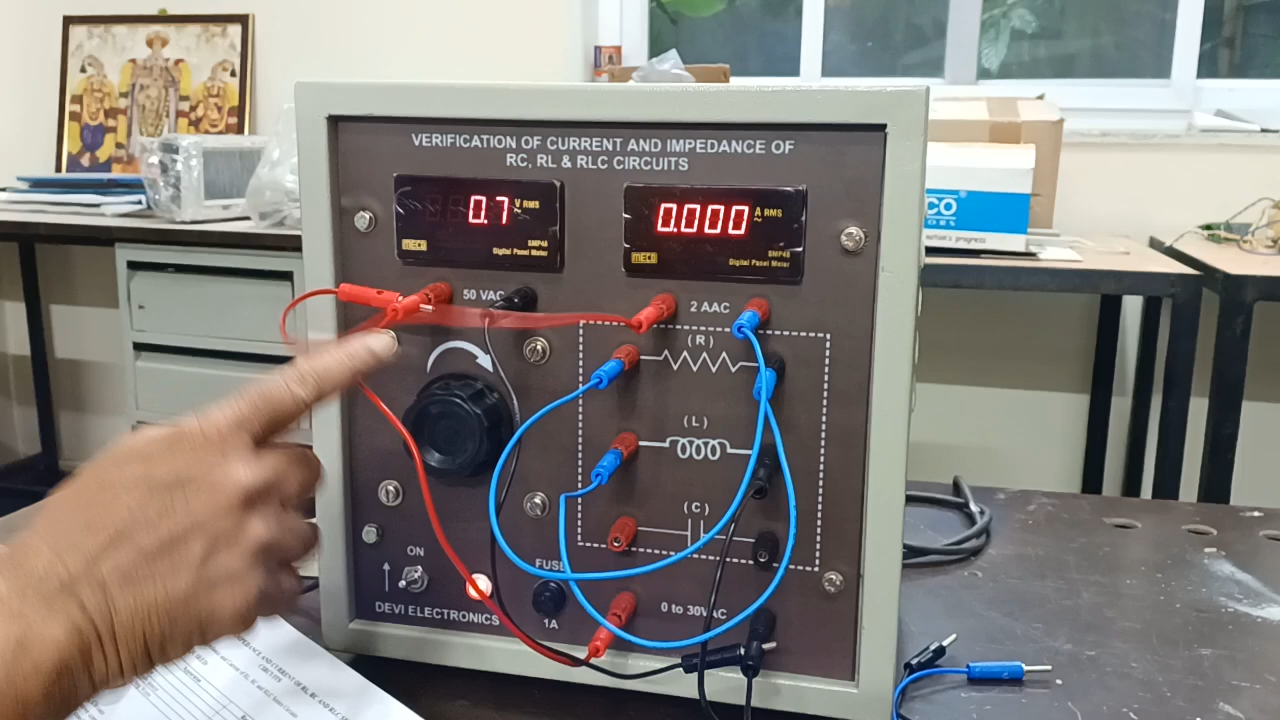 VERIFICATION OF CURRENT AND IMPEDANCE OF
RC, RL & RLC CIRCUITS
0.7
V RMS
~
MECO
SMP48
Digital Panel Meter
0.000
A RMS
~
MECO
SMP48
Digital Panel Meter
50 VAC
2 AAC
( R )
( L )
( C )
ON
FUSE
1A
DEVI ELECTRONICS
0 to 30VAC
CO